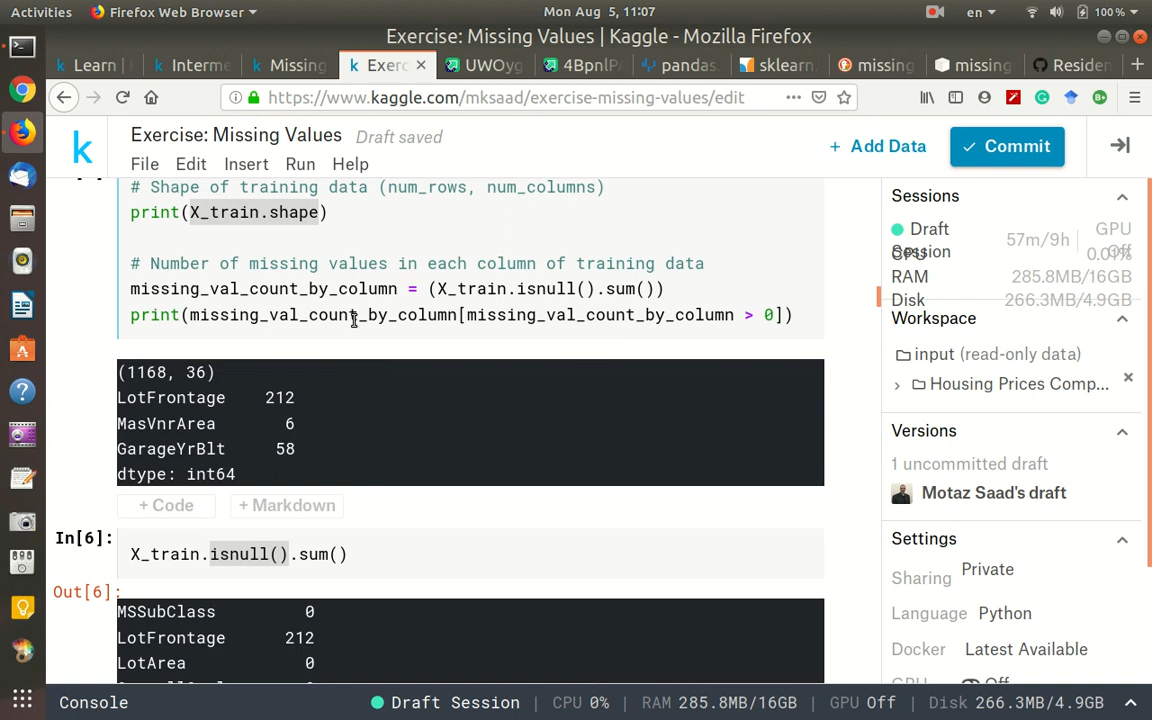 Activities
Firefox Web Browser
Mon Aug 5, 11:07
en
100 %
Exercise: Missing Values | Kaggle - Mozilla Firefox
Learn |
Interme
Missing
Exerc
UWOyg
4BpnlP
pandas
sklearn
missing
missing
Residen
https://www.kaggle.com/mksaad/exercise-missing-values/edit
Exercise: Missing Values
Draft saved
File Edit Insert Run Help
+ Add Data
Commit
# Shape of training data (num_rows, num_columns)
print(X_train.shape)
# Number of missing values in each column of training data
missing_val_count_by_column = (X_train.isnull().sum())
print(missing_val_count_by_column[missing_val_count_by_column > 0])
(1168, 36)
LotFrontage 212
MasVnrArea 6
GarageYrBlt 58
dtype: int64
+ Code + Markdown
In[6]:
X_train.isnull().sum()
Out[6]:
MSSubClass 0
LotFrontage 212
LotArea 0
Sessions
Draft Session
57m/9h
GPU Off
CPU 0.01%
RAM 285.8MB/16GB
Disk 266.3MB/4.9GB
Workspace
input (read-only data)
Housing Prices Comp...
Versions
1 uncommitted draft
Motaz Saad's draft
Settings
Sharing Private
Language Python
Docker Latest Available
GPU Off
Console
Draft Session
CPU 0%
RAM 285.8MB/16GB
GPU Off
Disk 266.3MB/4.9GB